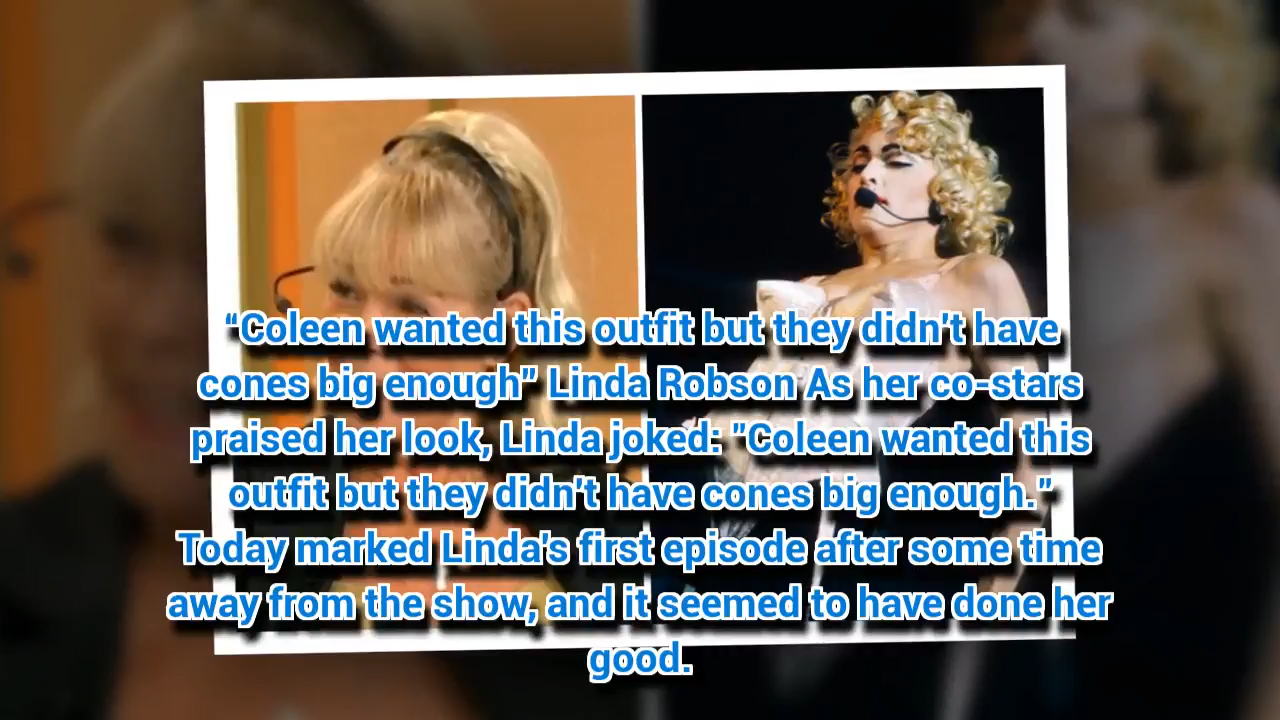 “Coleen wanted this outfit but they didn’t have
cones big enough” Linda Robson As her co-stars
praised her look, Linda joked: "Coleen wanted this
outfit but they didn’t have cones big enough.”
Today marked Linda’s first episode after some time
away from the show, and it seemed to have done her
good.